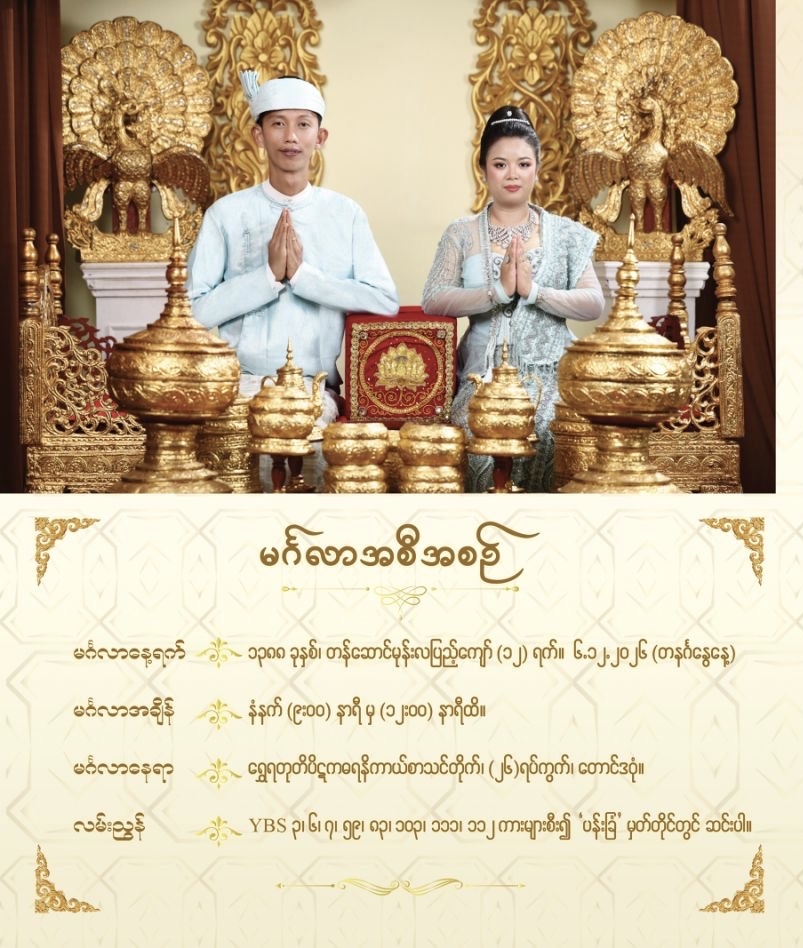 မင်္ဂလာအစီအစဉ်
မင်္ဂလာနေ့ရက် ၁၃၈၈ ခုနှစ်၊ တန်ဆောင်မုန်းလပြည့်ကျော် (၁၂) ရက်။ ၆.၁၂.၂၀၂၆ (တနင်္ဂနွေနေ့)
မင်္ဂလာအချိန် နံနက် (၉းဝဝ) နာရီ မှ (၁၂းဝဝ) နာရီထိ။
မင်္ဂလာနေရာ ရွှေရတုတိပိဋကဓရနိကာယ်စာသင်တိုက်၊ (၂၆)ရပ်ကွက်၊ တောင်ဒဂုံ။
လမ်းညွှန် YBS ၃၊ ၆၊ ၇၊ ၅၉၊ ၈၃၊ ၁၀၃၊ ၁၁၁၊ ၁၁၂ ကားများစီး၍ ‘ပန်းခြံ’ မှတ်တိုင်တွင် ဆင်းပါ။